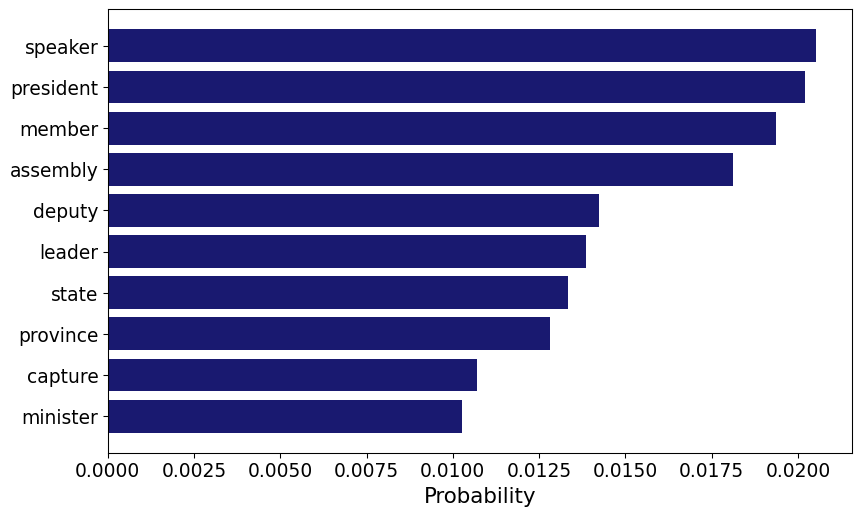 speaker
president
member
assembly
deputy
leader
state
province
capture
minister
0.0000 0.0025 0.0050 0.0075 0.0100 0.0125 0.0150 0.0175 0.0200
Probability